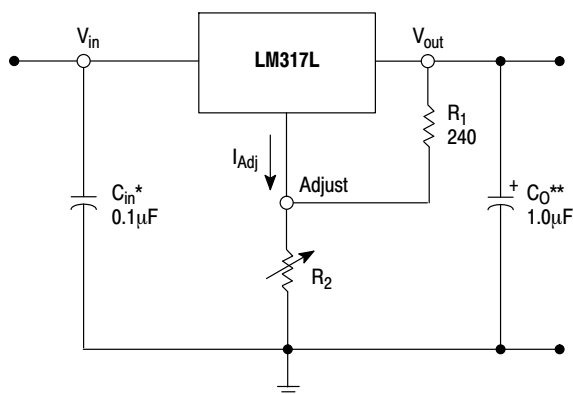 V_in
V_out
LM317L
R_1
240
I_Adj
Adjust
C_in*
0.1μF
+
C_O**
1.0μF
R_2